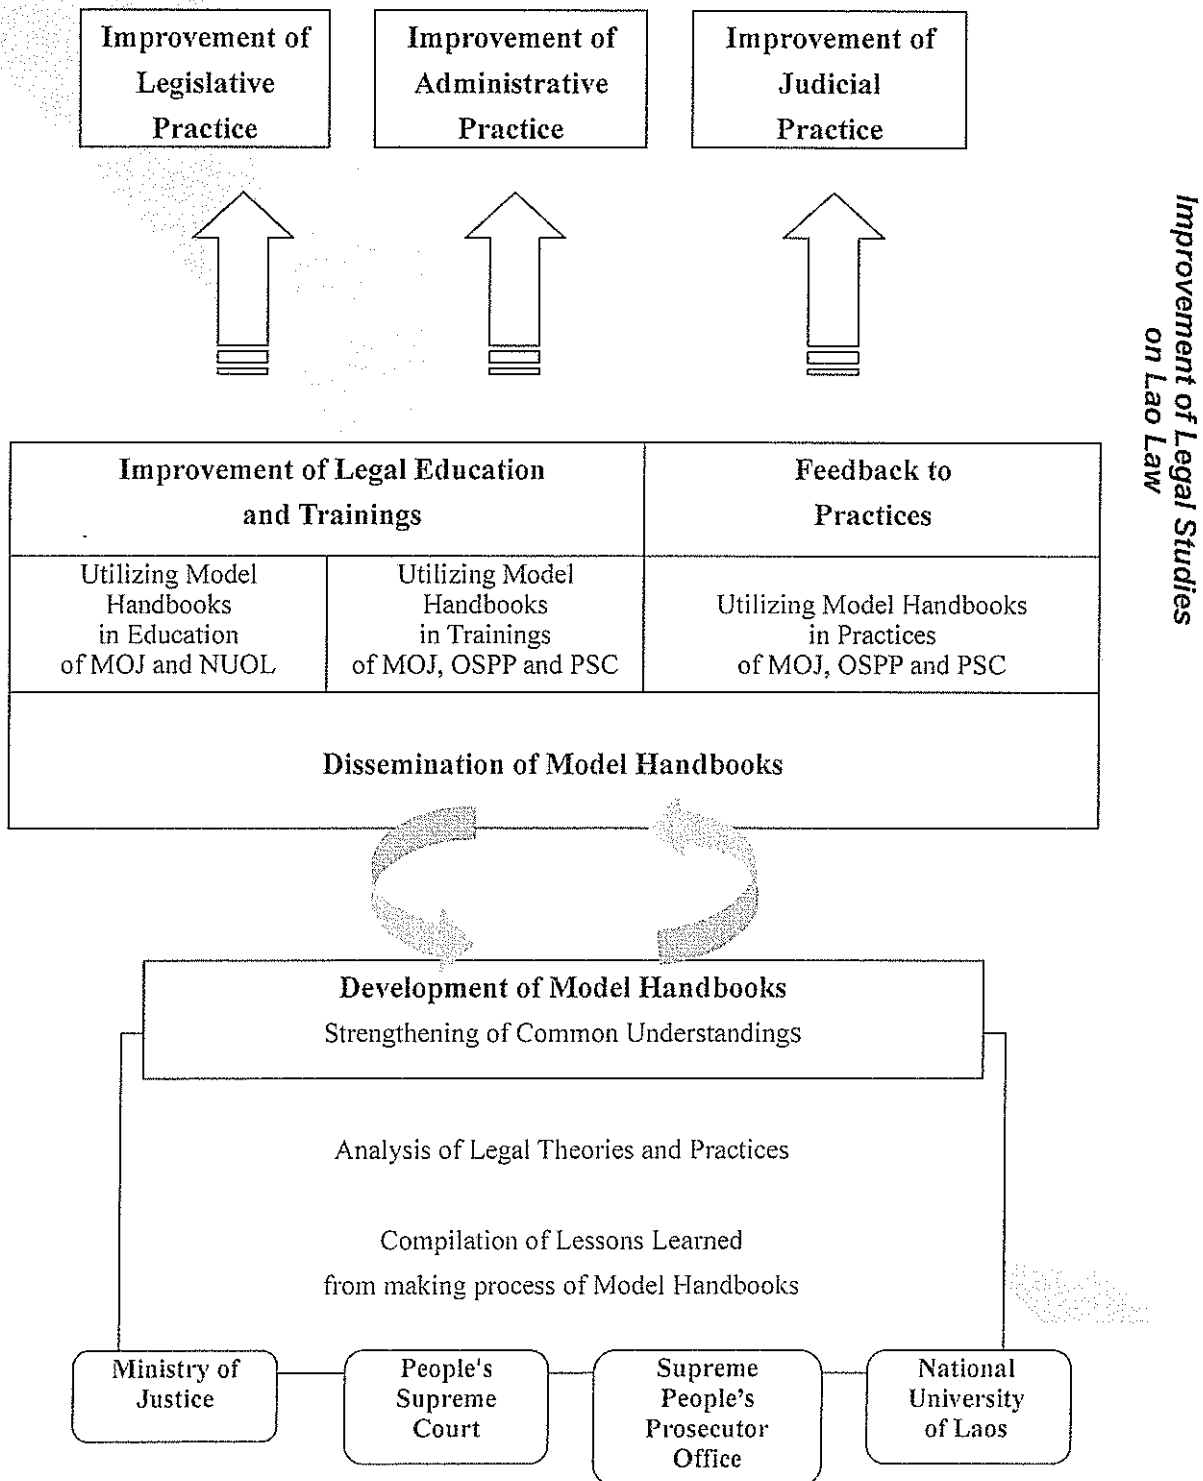 Improvement of
Legislative
Practice
Improvement of
Administrative
Practice
Improvement of
Judicial
Practice
Improvement of Legal Studies
on Lao Law
Improvement of Legal Education
and Trainings
Feedback to
Practices
Utilizing Model
Handbooks
in Education
of MOJ and NUOL
Utilizing Model
Handbooks
in Trainings
of MOJ, OSPP and PSC
Utilizing Model Handbooks
in Practices
of MOJ, OSPP and PSC
Dissemination of Model Handbooks
Development of Model Handbooks
Strengthening of Common Understandings
Analysis of Legal Theories and Practices
Compilation of Lessons Learned
from making process of Model Handbooks
Ministry of
Justice
People's
Supreme
Court
Supreme
People's
Prosecutor
Office
National
University
of Laos